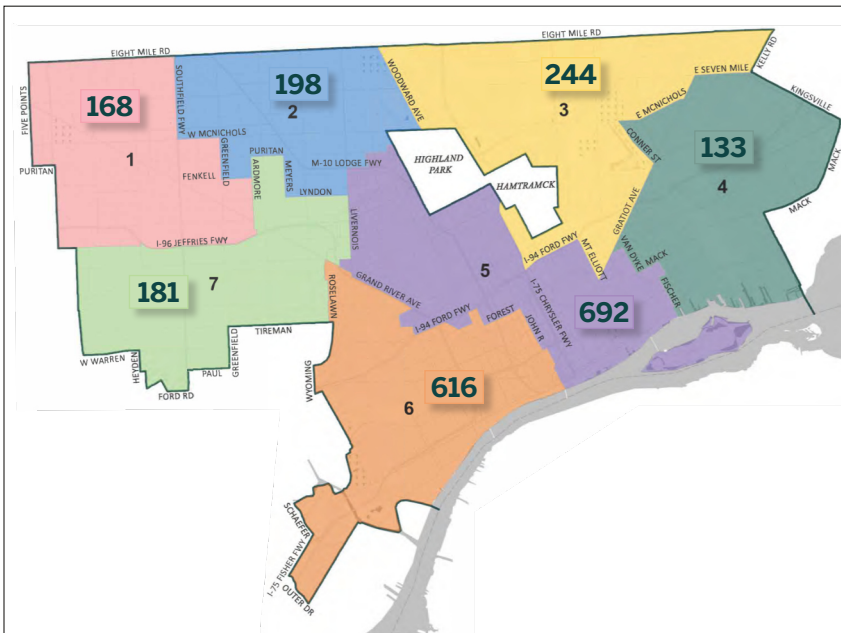 EIGHT MILE RD
EIGHT MILE RD
KELLY RD
WOODWARD AVE
E SEVEN MILE
244
3
198
2
168
1
FIVE POINTS
SOUTHFIELD FWY
KINGSVILLE
E MCNICHOLS
CONNER ST
W MCNICHOLS
GREENFIELD
PURITAN
MACK
133
4
HIGHLAND
PARK
M-10 LODGE FWY
ARDMORE
MEYERS
PURITAN
FENKELL
LYNDON
HAMTRAMCK
MACK
GRATIOT AVE
LIVERNOIS
I-96 JEFFRIES FWY
I-94 FORD FWY
MT ELLIOTT
VAN DYKE
MACK
FISCHER
5
181
7
ROSELAWN
GRAND RIVER AVE
I-75 CHRYSLER FWY
692
I-94 FORD FWY
FOREST
JOHN R
TIREMAN
GREENFIELD
W WARREN
HEYDEN
PAUL
FORD RD
WYOMING
616
6
SCHAEFER
I-75 FISHER FWY
OUTER DR